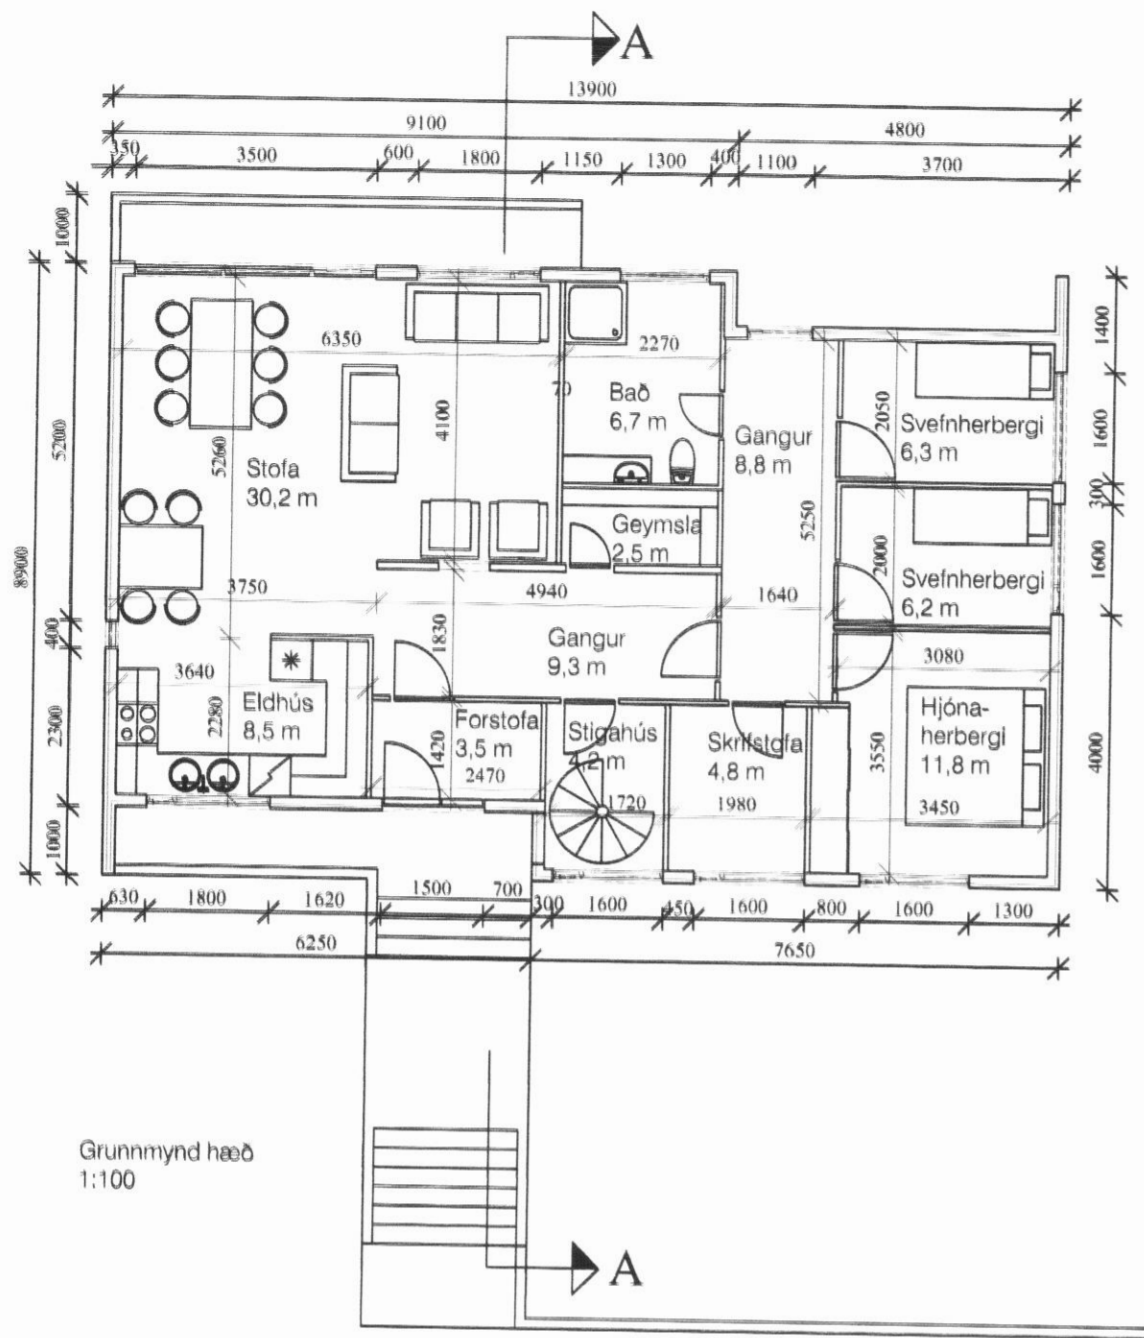 A
13900
9100
4800
350
3500
600
1800
1150
1300
400
1100
3700
1000
8900
5200
400
2300
1000
1400
1600
300
1600
4000
6350
2270
70
Bað
6,7 m
4100
5260
Stofa
30,2 m
Gangur
8,8 m
2050
Svefnherbergi
6,3 m
5250
Geymsla
2,5 m
2000
Svefnherbergi
6,2 m
3750
4940
1640
1830
Gangur
9,3 m
3080
3640
Eldhús
8,5 m
2280
Forstofa
3,5 m
1420
2470
Stigahús
4,2 m
1720
Skrifstofa
4,8 m
1980
Hjóna-
herbergi
11,8 m
3550
3450
630
1800
1620
1500
700
300
1600
450
1600
800
1600
1300
6250
7650
Grunnmynd hæð
1:100
A